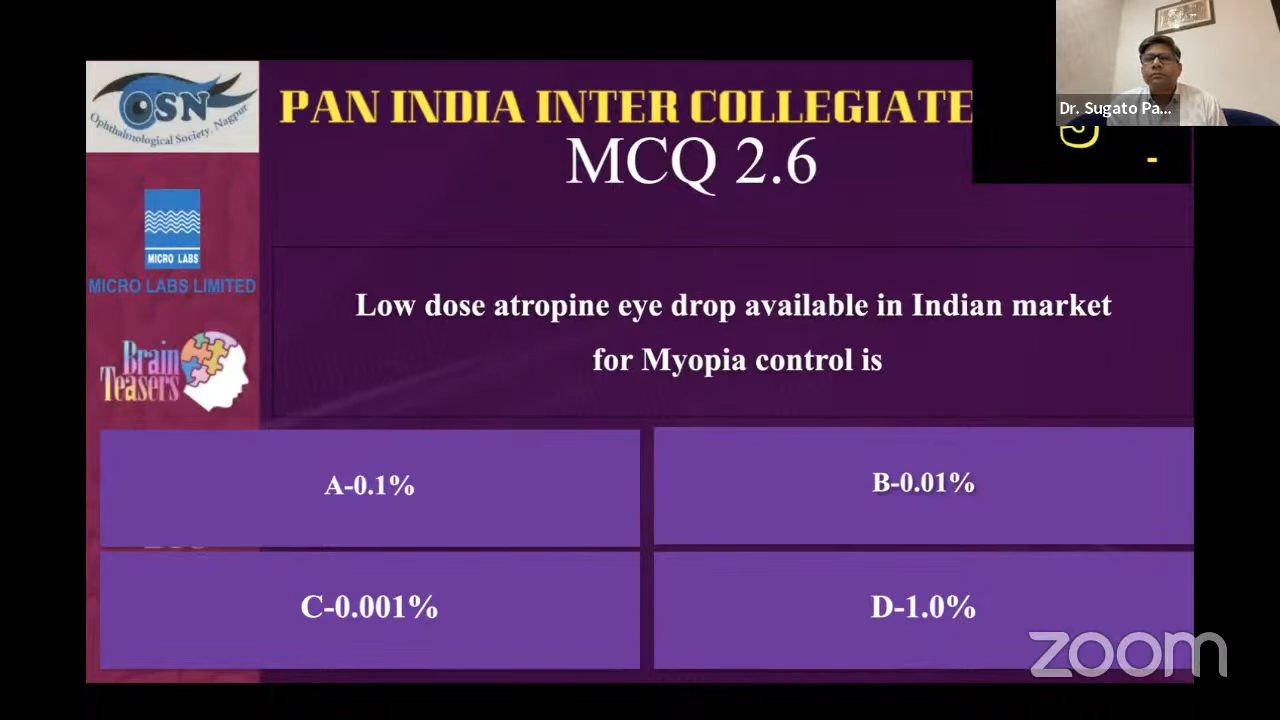 OSN
Ophthalmological Society, Nagpur
MICRO LABS
MICRO LABS LIMITED
Brain
Teasers
PAN INDIA INTER COLLEGIATE
MCQ 2.6
Dr. Sugato Pa...
Low dose atropine eye drop available in Indian market
for Myopia control is
A-0.1%
B-0.01%
C-0.001%
D-1.0%
zoom